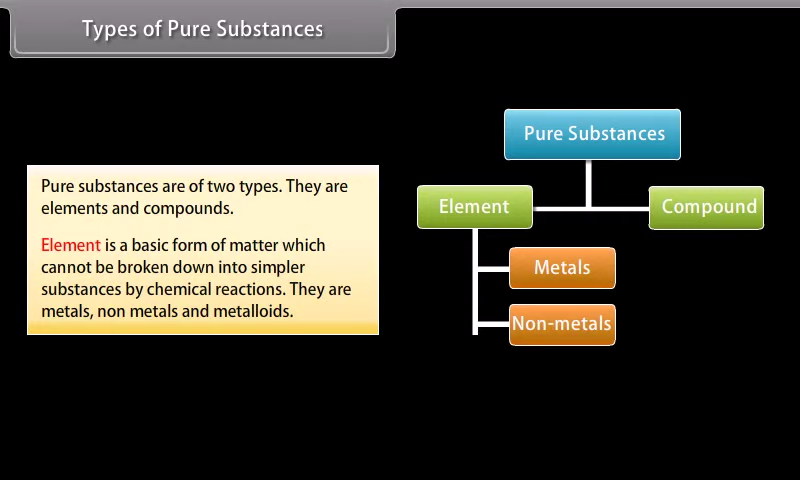 Types of Pure Substances
Pure substances are of two types. They are
elements and compounds.
Element is a basic form of matter which
cannot be broken down into simpler
substances by chemical reactions. They are
metals, non metals and metalloids.
Pure Substances
Element
Compound
Metals
Non-metals